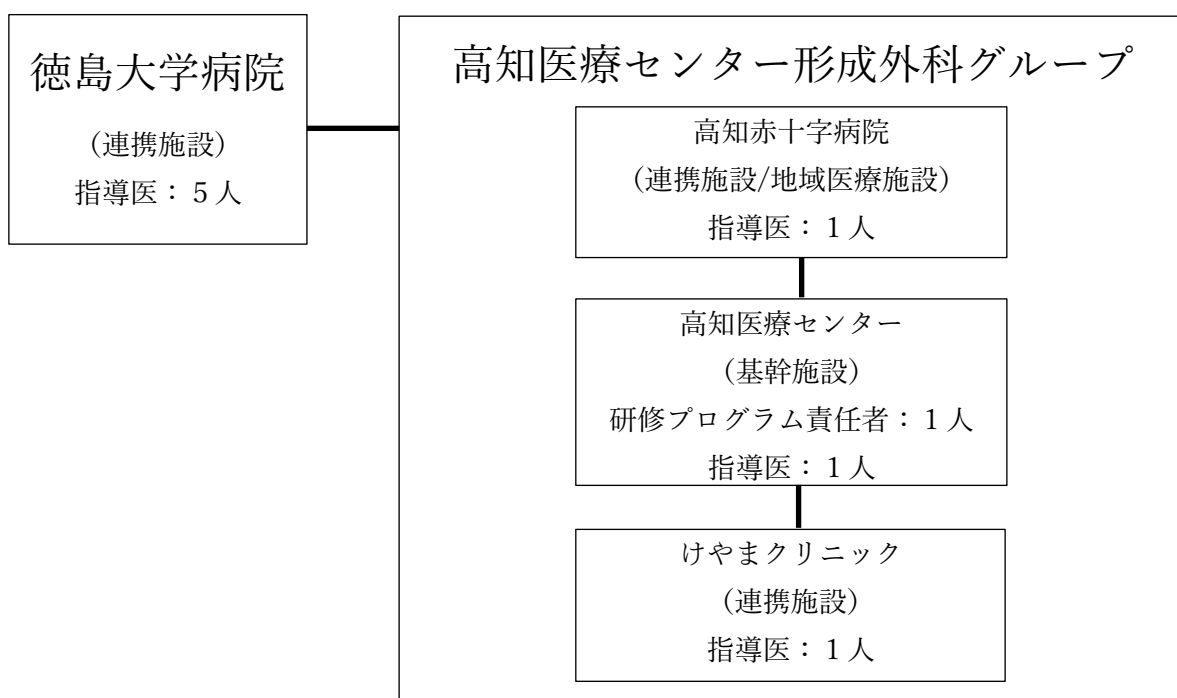 徳島大学病院
（連携施設）
指導医：５人
高知医療センター形成外科グループ
高知赤十字病院
（連携施設/地域医療施設）
指導医：１人
高知医療センター
（基幹施設）
研修プログラム責任者：１人
指導医：１人
けやまクリニック
（連携施設）
指導医：１人